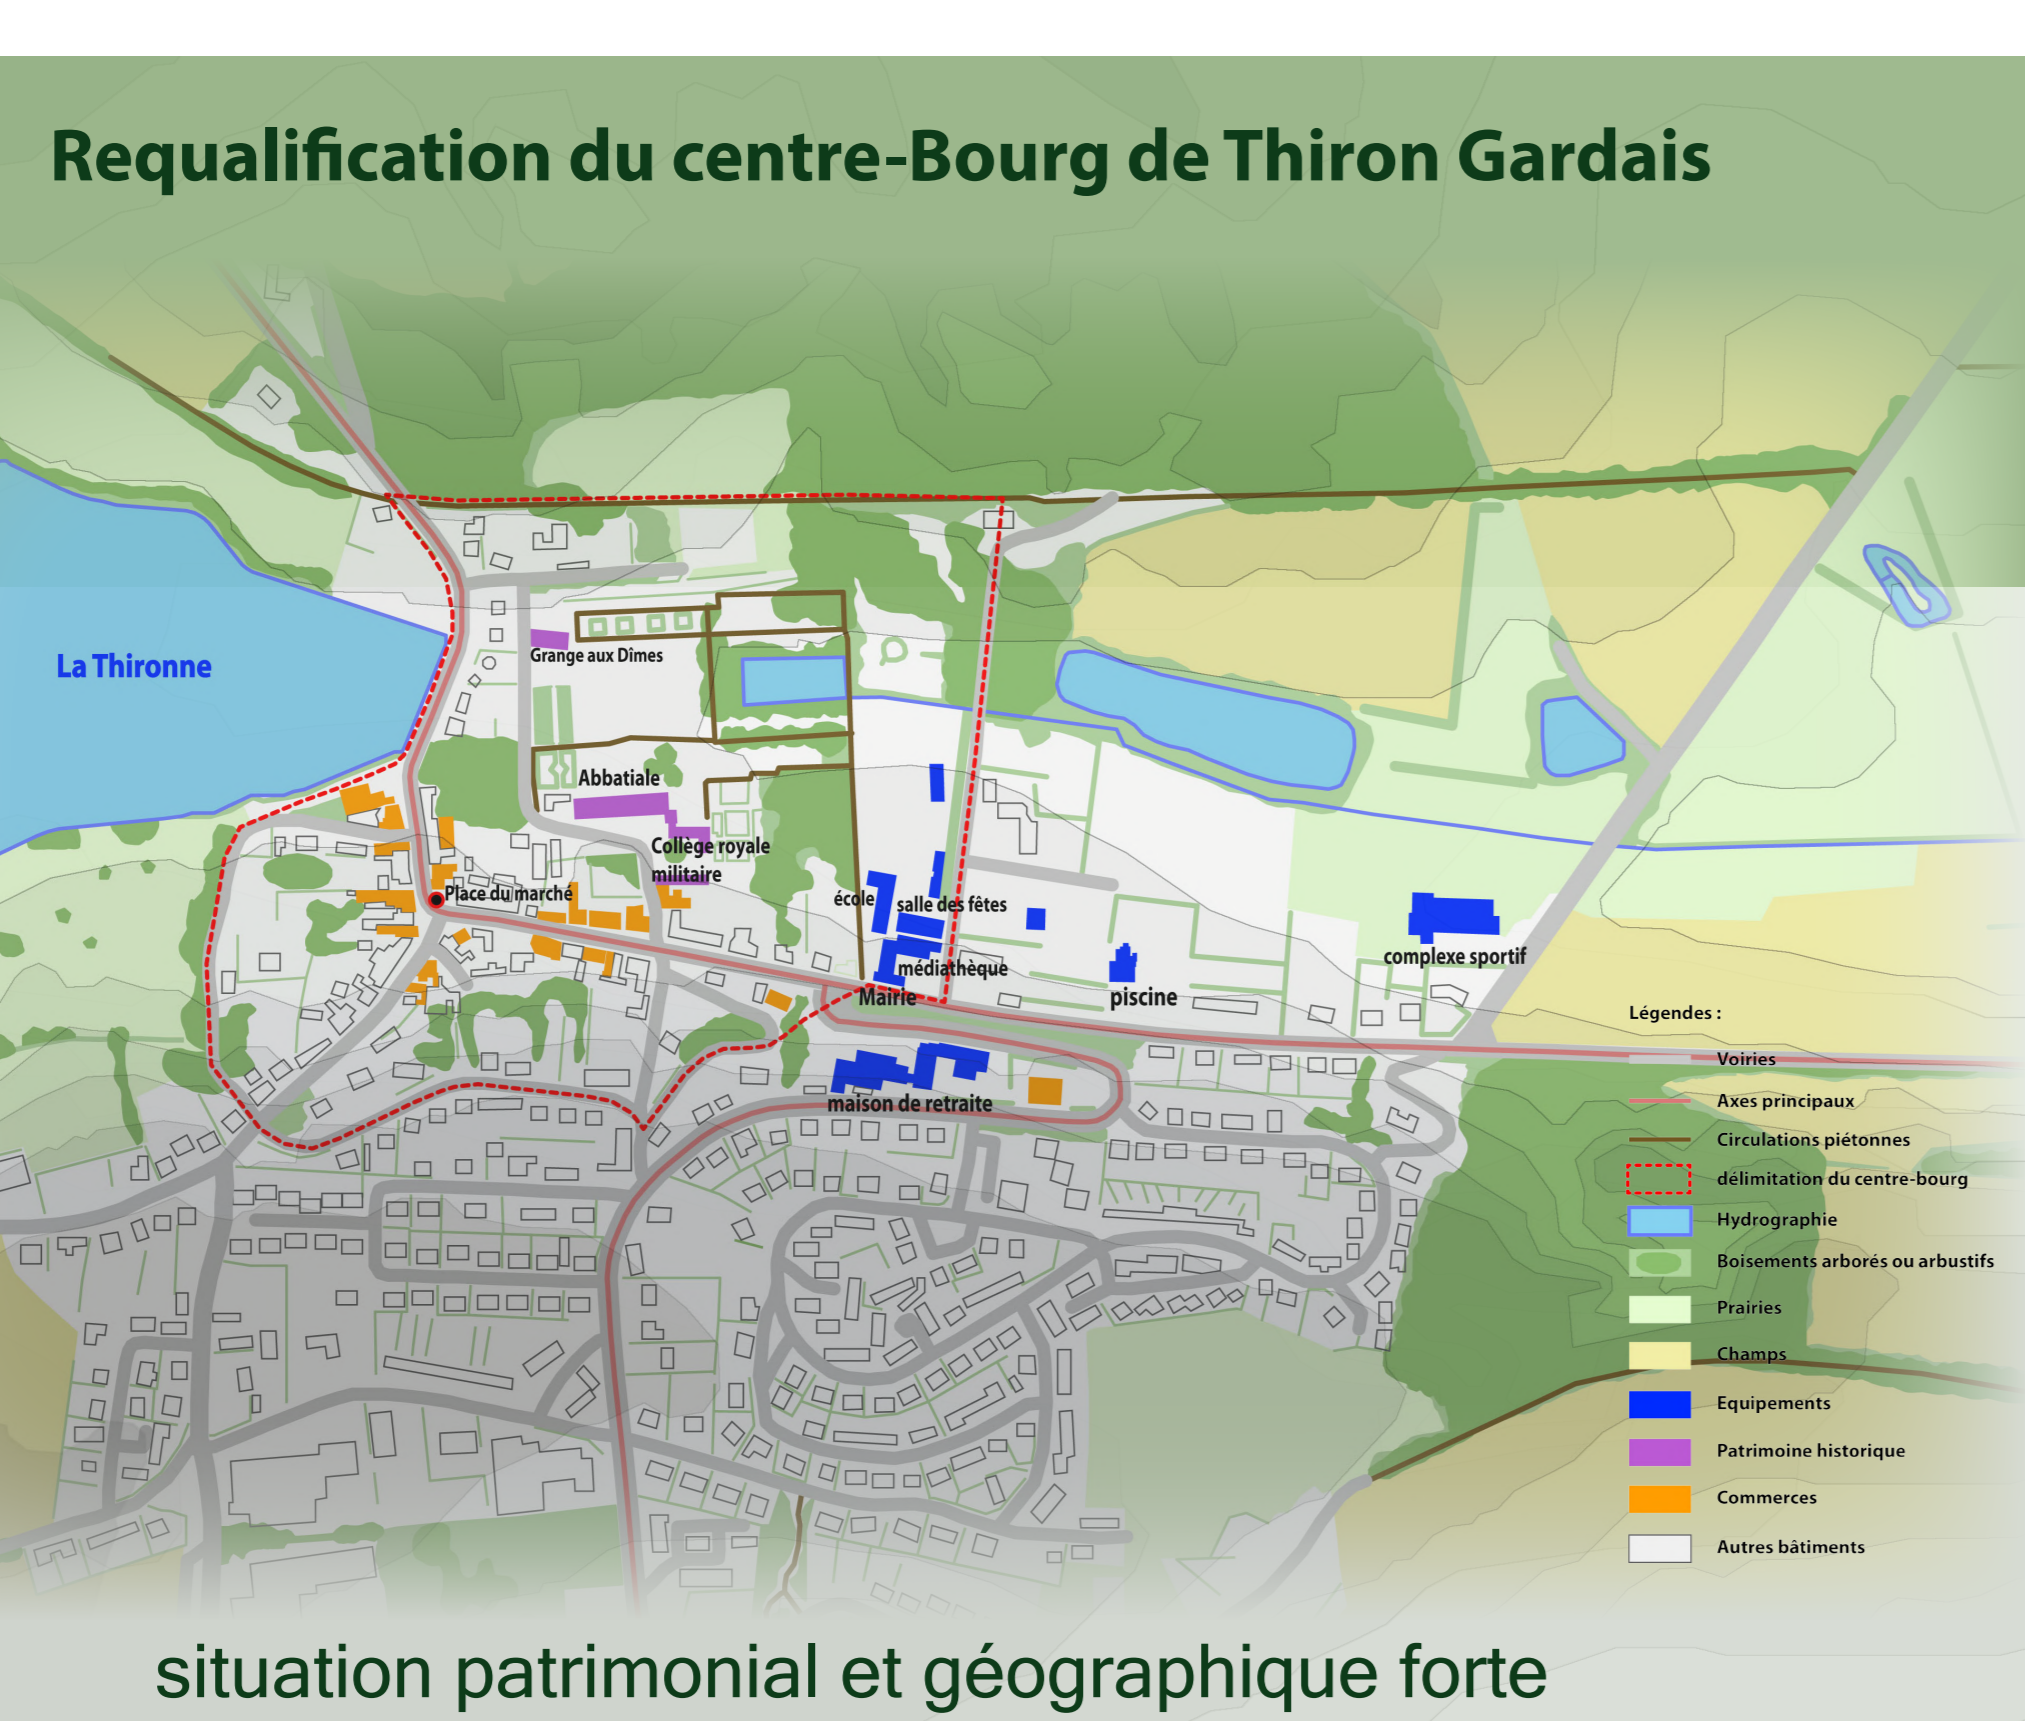 Requalification du centre-Bourg de Thiron Gardais
La Thironne
Grange aux Dîmes
Abbatiale
Collège royale
militaire
Place du marché
école
salle des fêtes
médiathèque
Mairie
piscine
complexe sportif
maison de retraite
Légendes :
Voiries
Axes principaux
Circulations piétonnes
délimitation du centre-bourg
Hydrographie
Boisements arborés ou arbustifs
Prairies
Champs
Equipements
Patrimoine historique
Commerces
Autres bâtiments
situation patrimonial et géographique forte